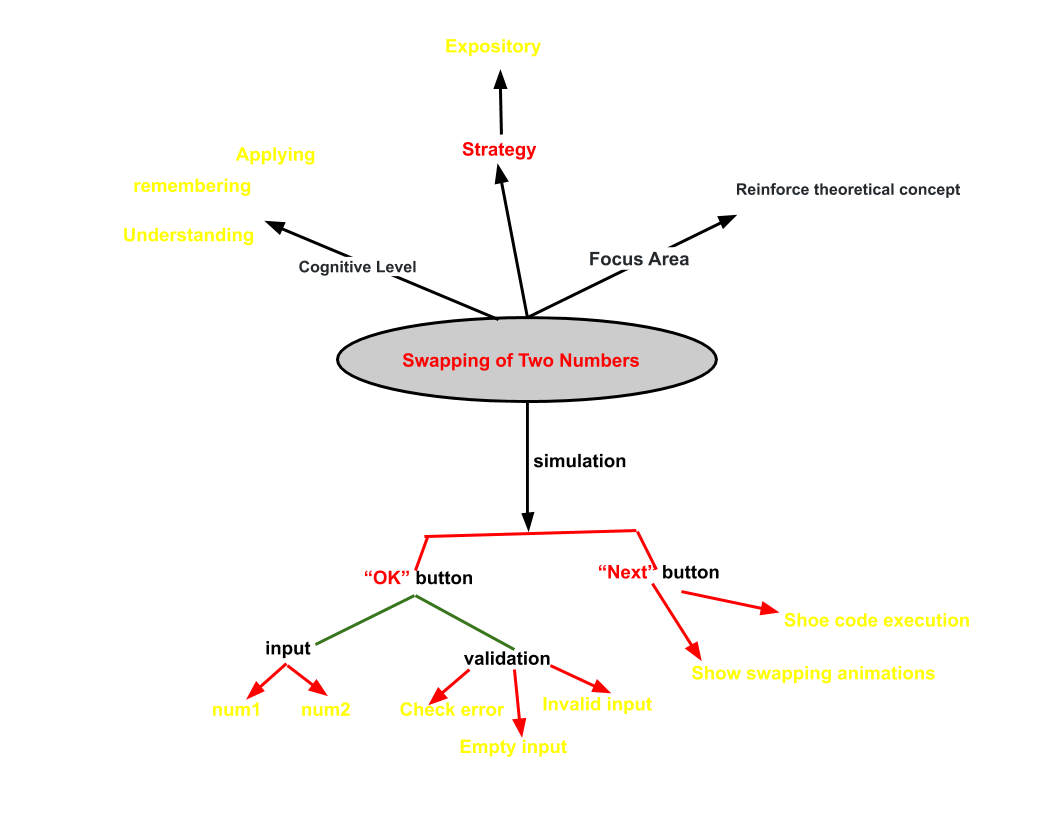 Expository
Strategy
Applying
remembering
Understanding
Reinforce theoretical concept
Cognitive Level
Focus Area
Swapping of Two Numbers
simulation
“OK” button
“Next” button
Shoe code execution
input
validation
Show swapping animations
num1
num2
Check error
Invalid input
Empty input